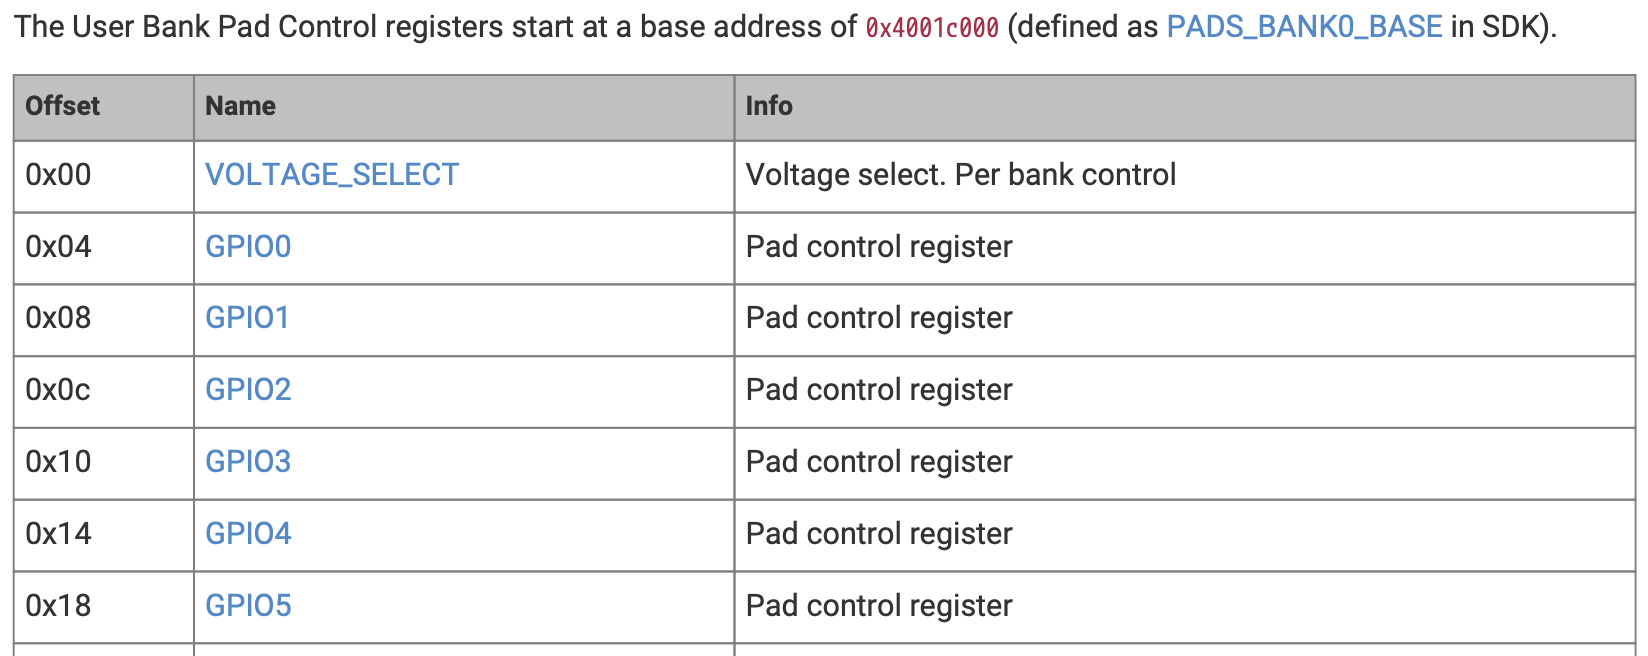 The User Bank Pad Control registers start at a base address of 0x4001c000 (defined as PADS_BANK0_BASE in SDK).
Offset Name Info
0x00 VOLTAGE_SELECT Voltage select. Per bank control
0x04 GPIO0 Pad control register
0x08 GPIO1 Pad control register
0x0c GPIO2 Pad control register
0x10 GPIO3 Pad control register
0x14 GPIO4 Pad control register
0x18 GPIO5 Pad control register